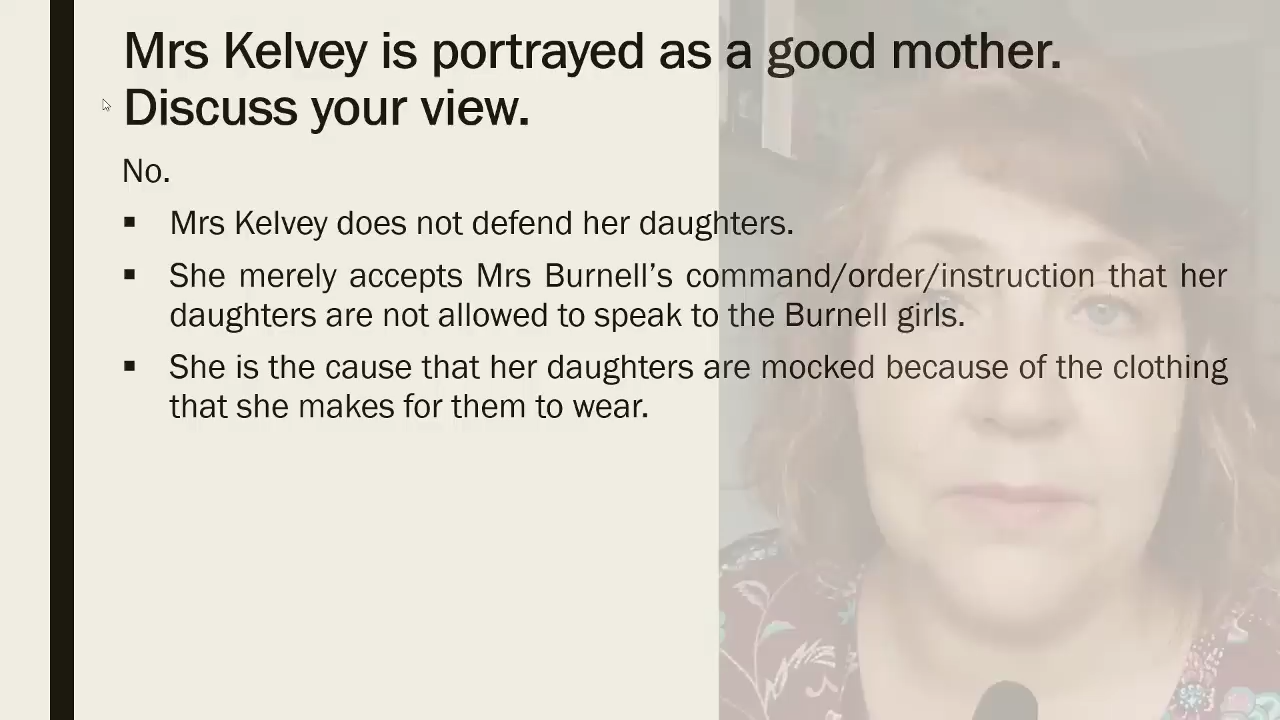 Mrs Kelvey is portrayed as a good mother.
Discuss your view.
No.
▪ Mrs Kelvey does not defend her daughters.
▪ She merely accepts Mrs Burnell’s command/order/instruction that her
daughters are not allowed to speak to the Burnell girls.
▪ She is the cause that her daughters are mocked because of the clothing
that she makes for them to wear.